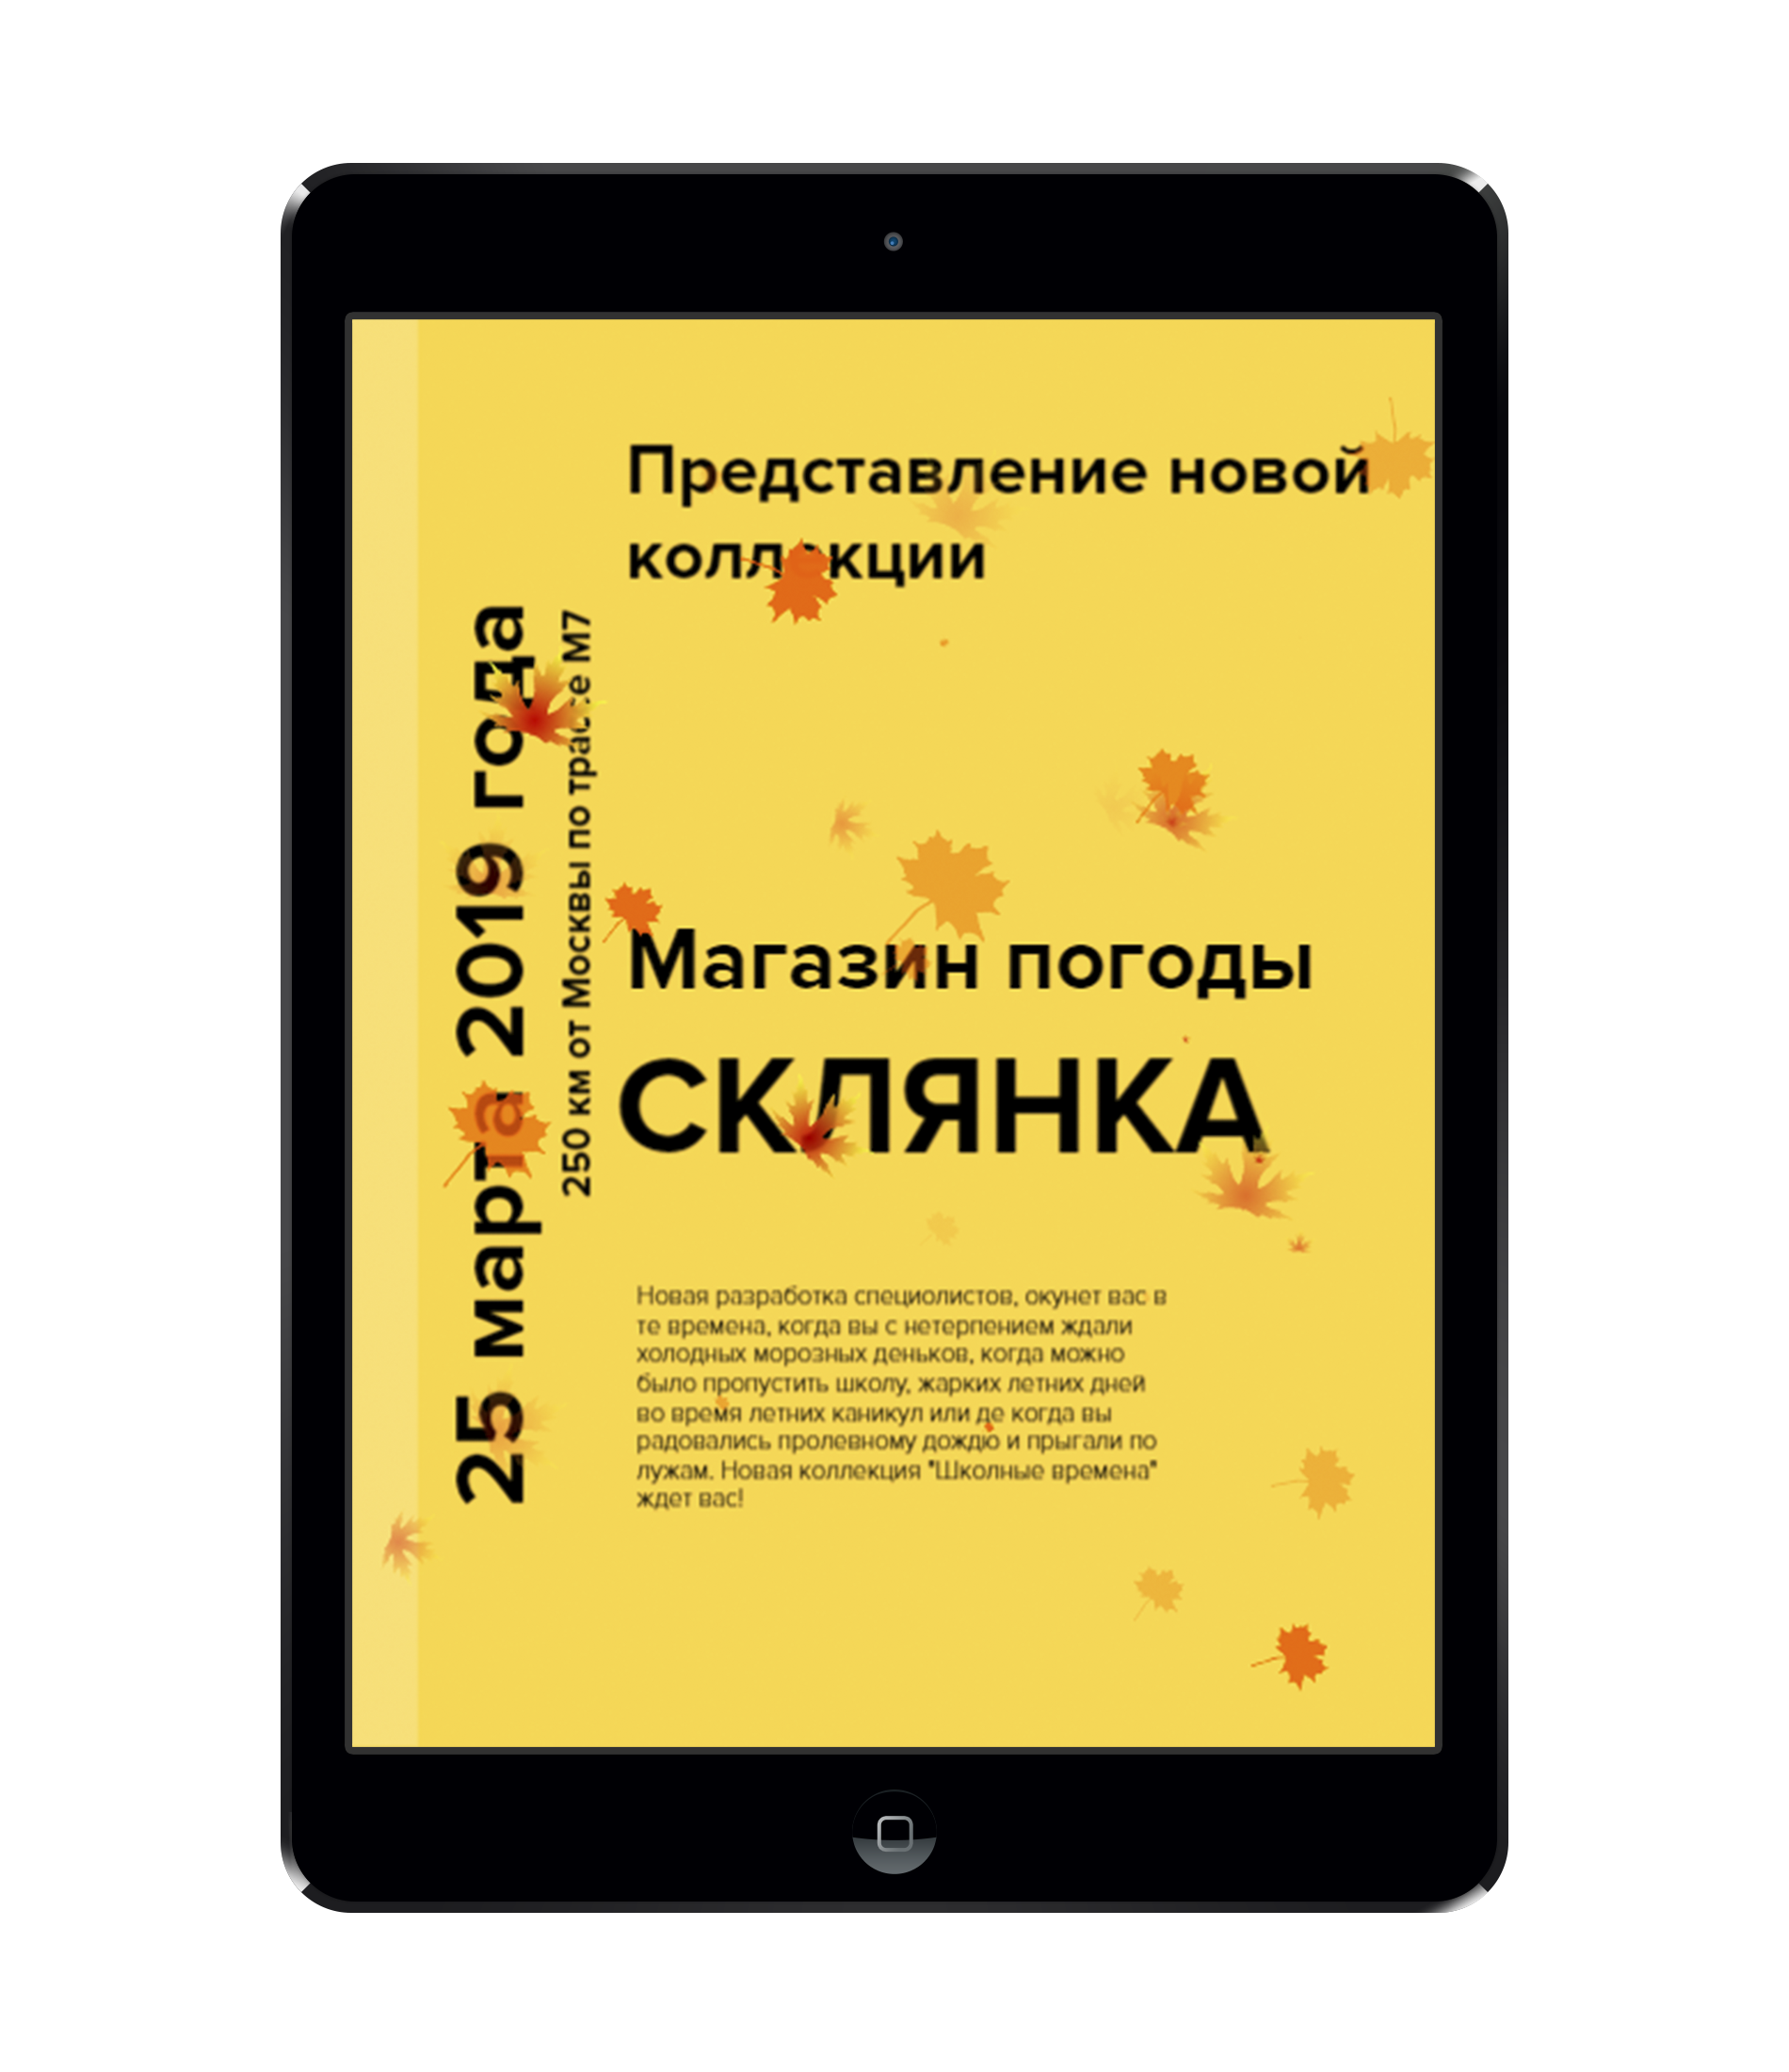 Представление новой
коллекции
25 марта 2019 года
250 км от Москвы по трассе М7
Магазин погоды
СКЛЯНКА
Новая разработка специолистов, окунет вас в
те времена, когда вы с нетерпением ждали
холодных морозных деньков, когда можно
было пропустить школу, жарких летних дней
во время летних каникул или де когда вы
радовались пролевному дождю и прыгали по
лужам. Новая коллекция "Школные времена"
ждет вас!